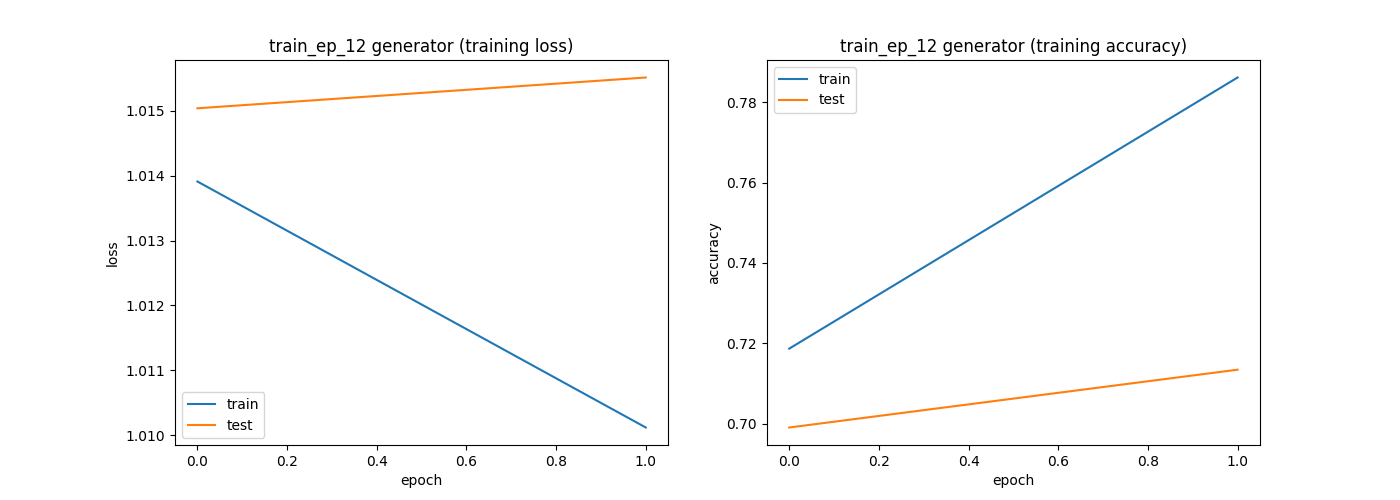 train_ep_12 generator (training loss)
loss
1.015
1.014
1.013
1.012
1.011
1.010
train
test
0.0 0.2 0.4 0.6 0.8 1.0
epoch
train_ep_12 generator (training accuracy)
accuracy
train
test
0.78
0.76
0.74
0.72
0.70
0.0 0.2 0.4 0.6 0.8 1.0
epoch